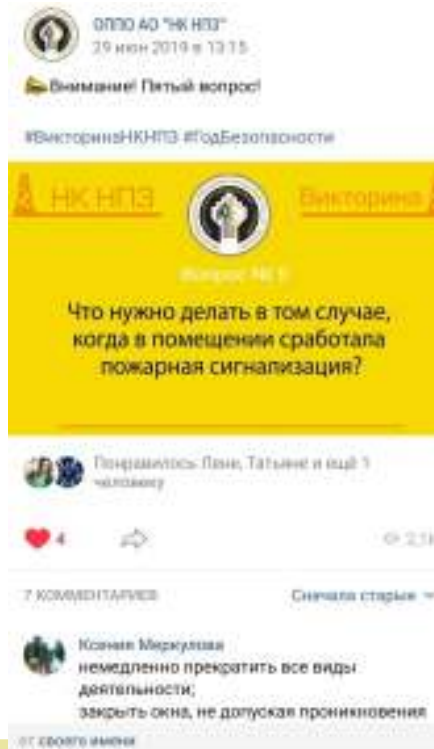 ОППО АО "НК НПЗ"
29 июн 2019 в 13:15
Внимание! Пятый вопрос!
#ВикторинаНКНПЗ #ГодБезопасности
НК НПЗ
Викторина
Вопрос № 5
Что нужно делать в том случае,
когда в помещении сработала
пожарная сигнализация?
Понравилось Лене, Татьяне и ещё 1
человеку
4
7 КОММЕНТАРИЕВ
Сначала старые
Ксения Меркулова
немедленно прекратить все виды
деятельности;
закрыть окна, не допуская проникновения
от своего имени